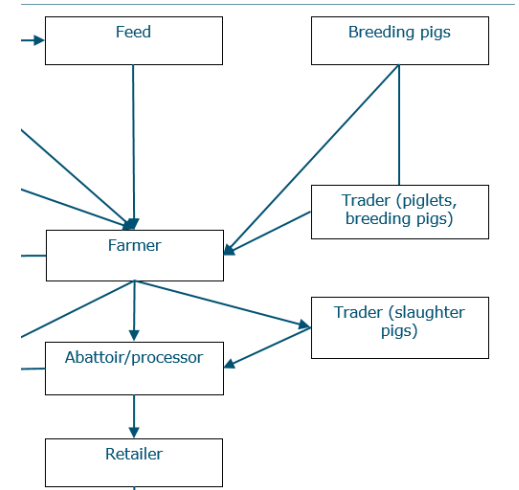 Feed
Breeding pigs
Trader (piglets,
breeding pigs)
Farmer
Trader (slaughter
pigs)
Abattoir/processor
Retailer